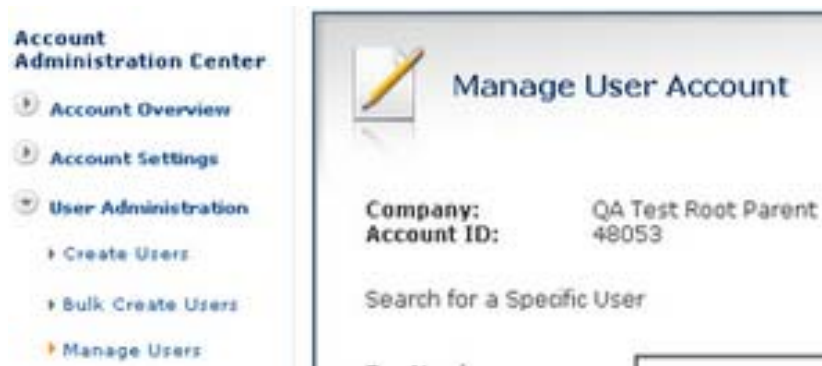 Account
Administration Center
Account Overview
Account Settings
User Administration
Create Users
Bulk Create Users
Manage Users
Manage User Account
Company: QA Test Root Parent
Account ID: 48053
Search for a Specific User